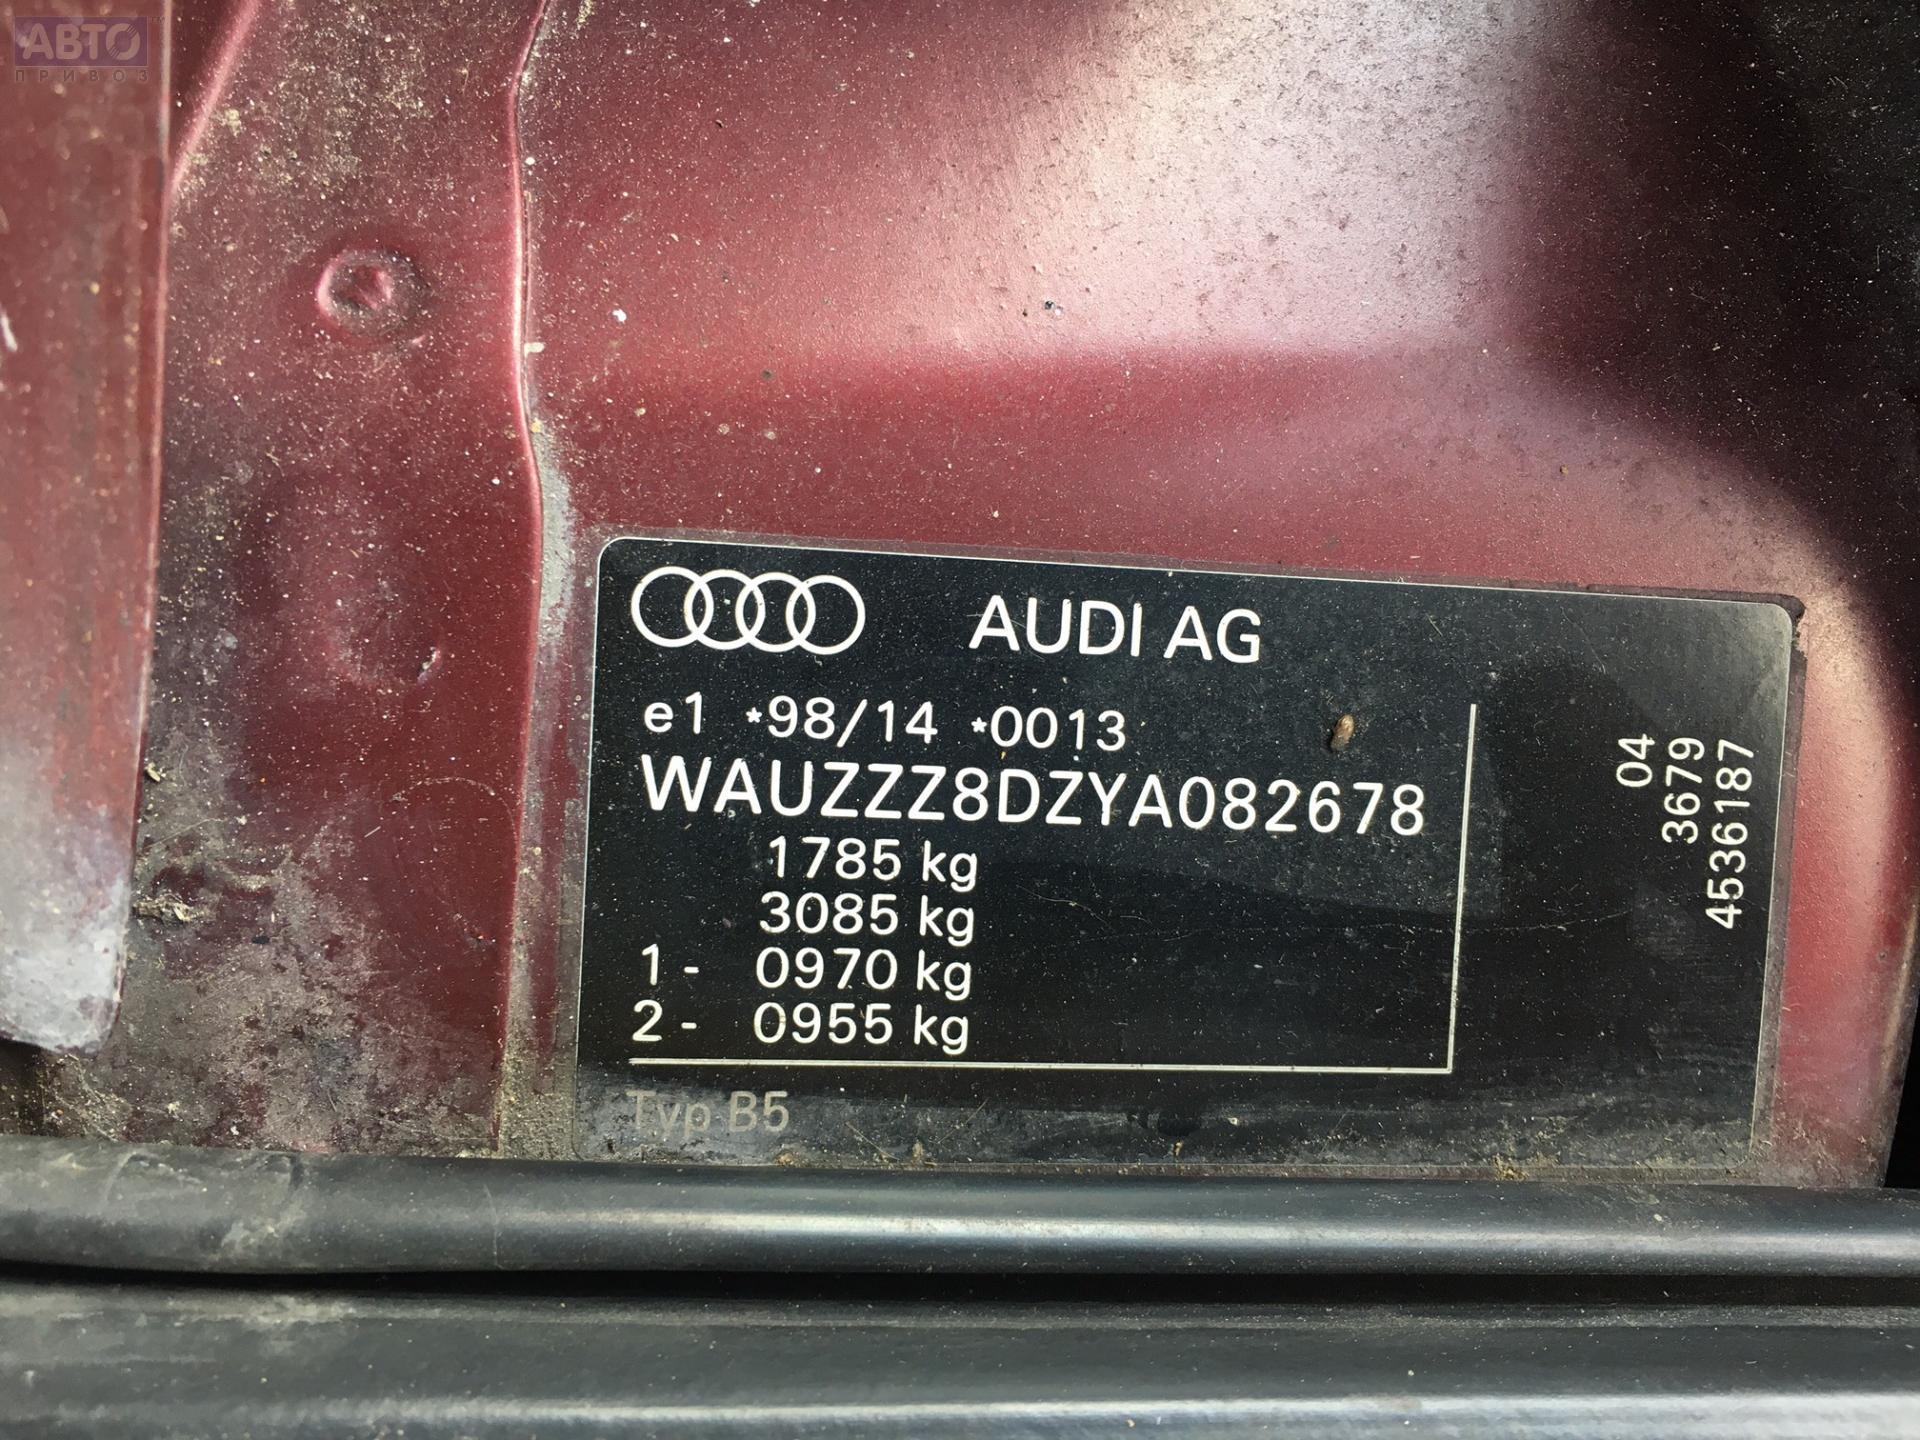 АВТО
ПРИВОЗ
AUDI AG
e1 *98/14 *0013
WAUZZZ8DZYA082678
1785 kg
3085 kg
1- 0970 kg
2- 0955 kg
Typ B5
04
3679
4536187